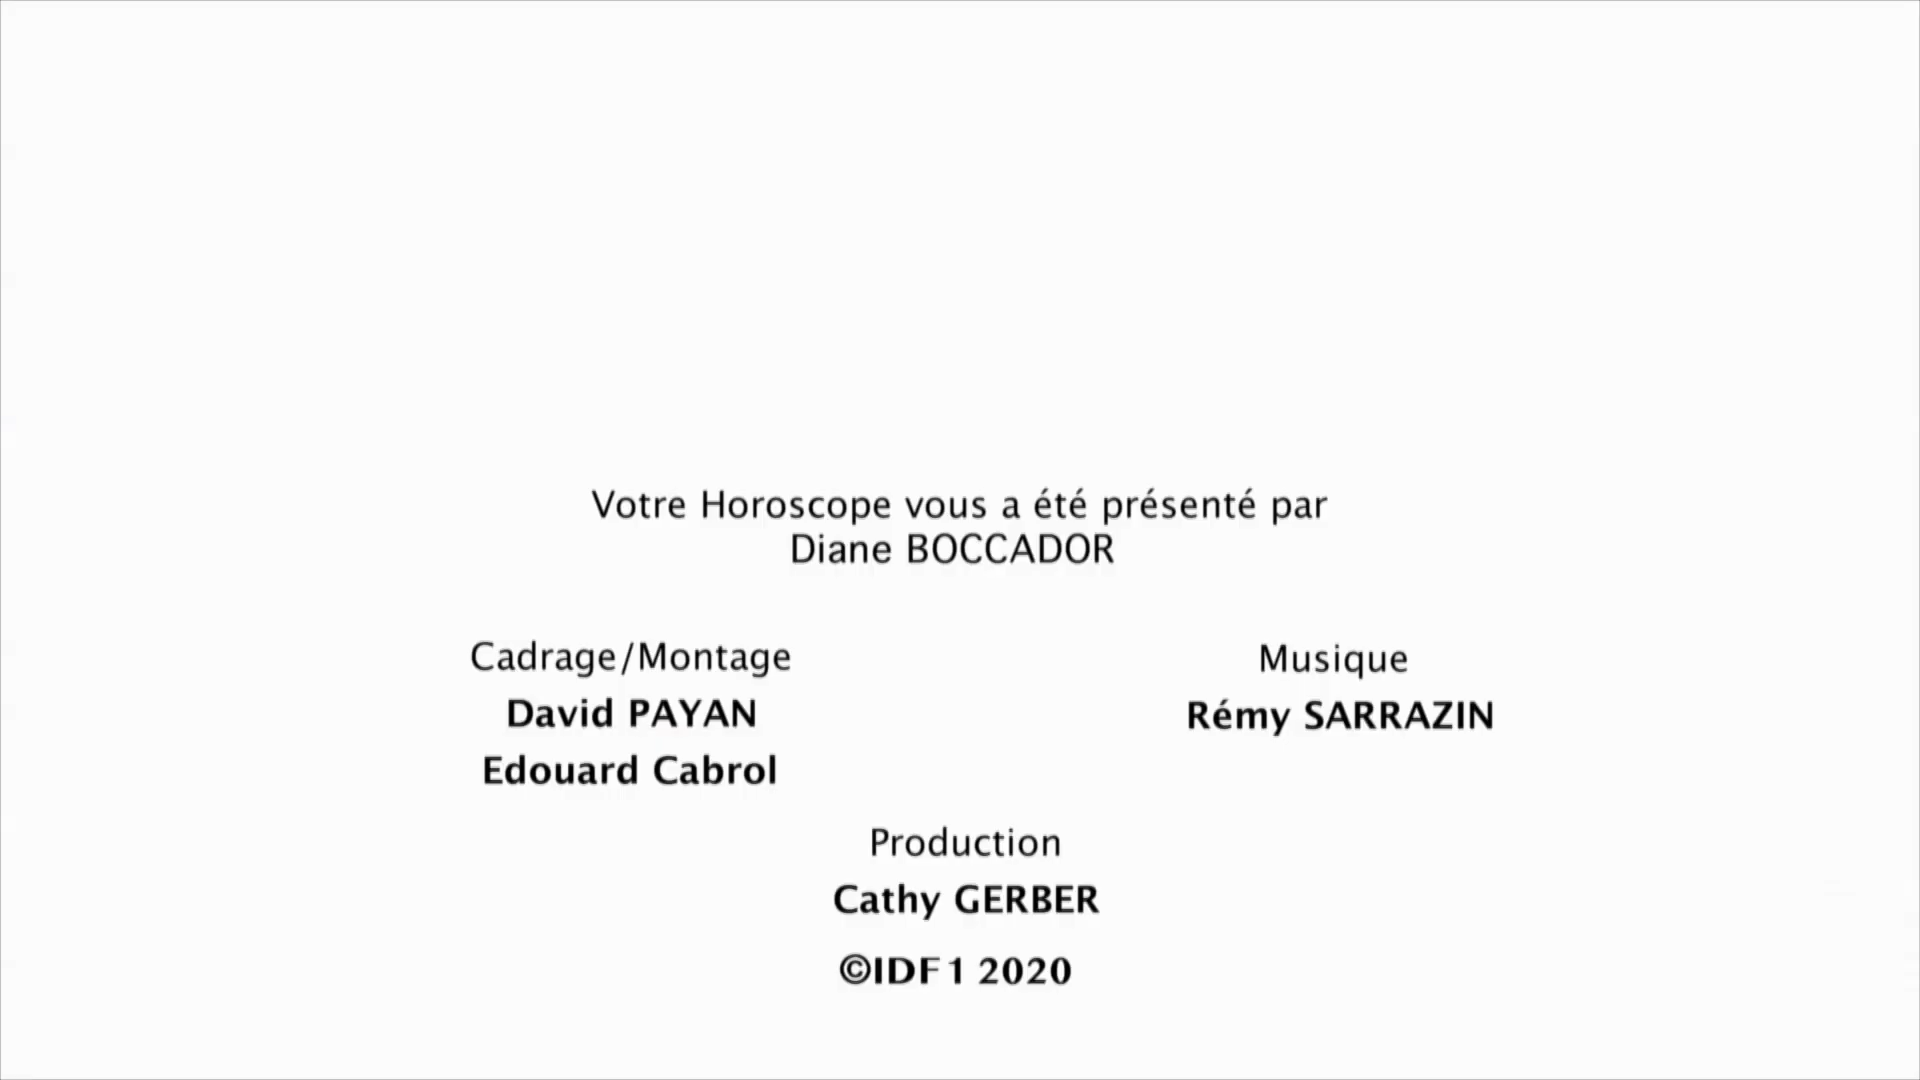 Votre Horoscope vous a été présenté par
Diane BOCCADOR
Cadrage/Montage
David PAYAN
Edouard Cabrol
Musique
Rémy SARRAZIN
Production
Cathy GERBER
©IDF1 2020